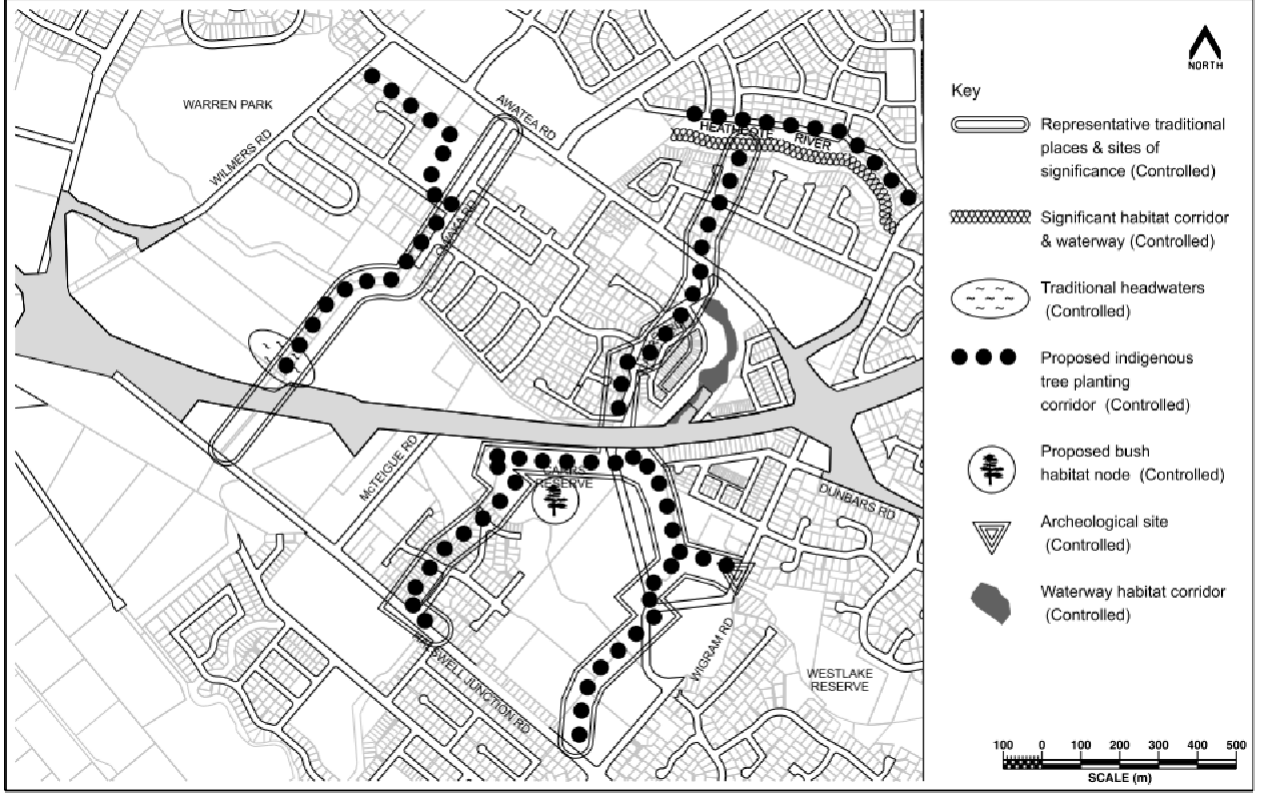 WARREN PARK
WILMERS RD
AWATEA RD
HEATHCOTE RIVER
McTEIGUE RD
RESERVE
DUNBARS RD
WIGRAM RD
WESTLAKE
RESERVE
JUNCTION RD
NORTH
Key
Representative traditional
places & sites of
significance (Controlled)
Significant habitat corridor
& waterway (Controlled)
Traditional headwaters
(Controlled)
Proposed indigenous
tree planting
corridor (Controlled)
Proposed bush
habitat node (Controlled)
Archeological site
(Controlled)
Waterway habitat corridor
(Controlled)
100 0 100 200 300 400 500
SCALE (m)